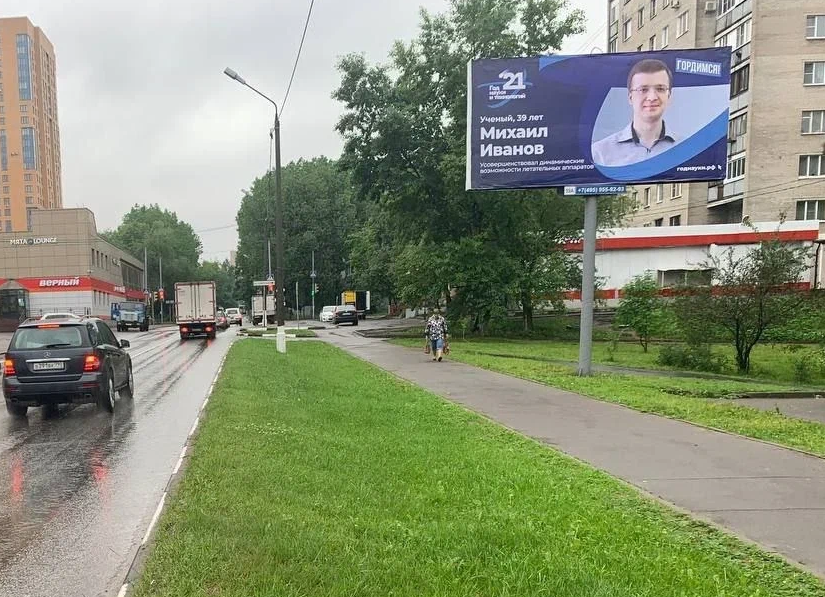 21
Год
науки
и технологий
ГОРДИМСЯ!
Ученый, 39 лет
Михаил
Иванов
Усовершенствовал динамические
возможности летательных аппаратов
годнауки.рф
+7(495) 955-92-93
МЯТА - LOUNGE
ВЕРНЫЙ